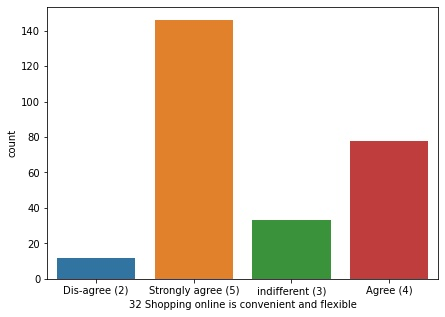 140
120
100
80
60
40
20
0
count
Dis-agree (2) Strongly agree (5) indifferent (3) Agree (4)
32 Shopping online is convenient and flexible